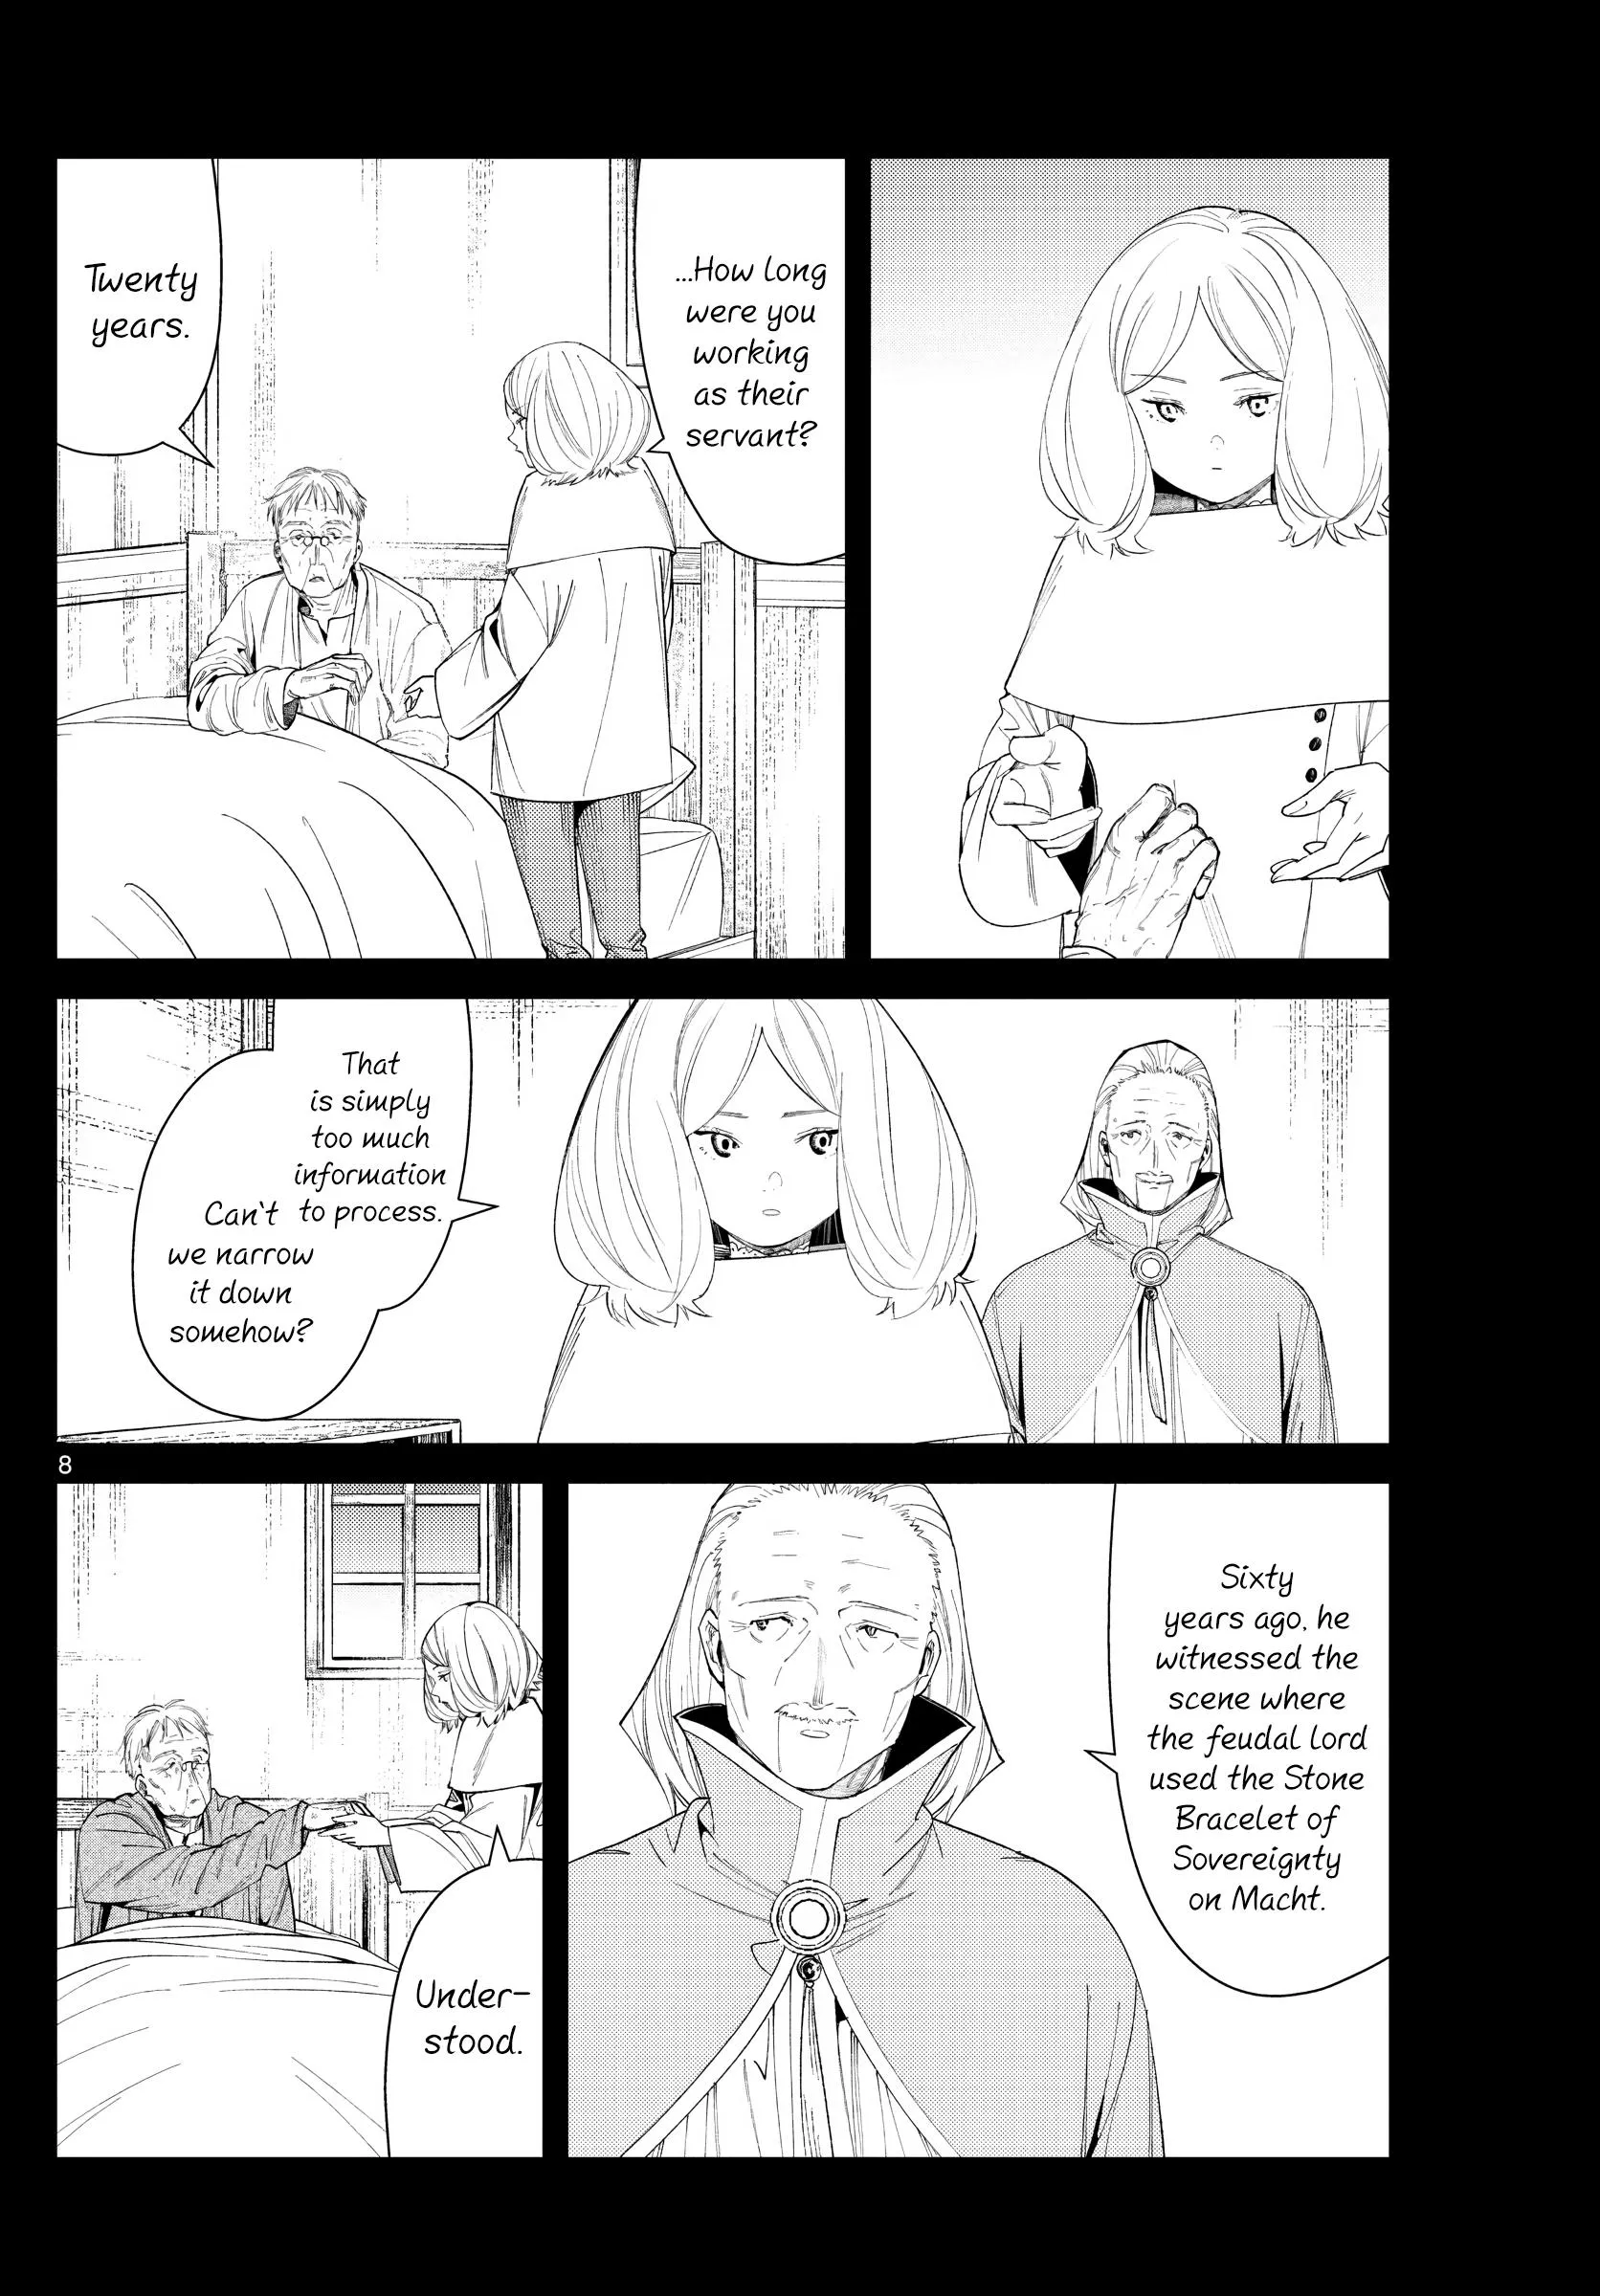 ...How long
were you
working
as their
servant?
Twenty
years.
That
is simply
too much
information
to process.
Can't
we narrow
it down
somehow?
8
Sixty
years ago, he
witnessed the
scene where
the feudal lord
used the Stone
Bracelet of
Sovereignty
on Macht.
Under-
stood.